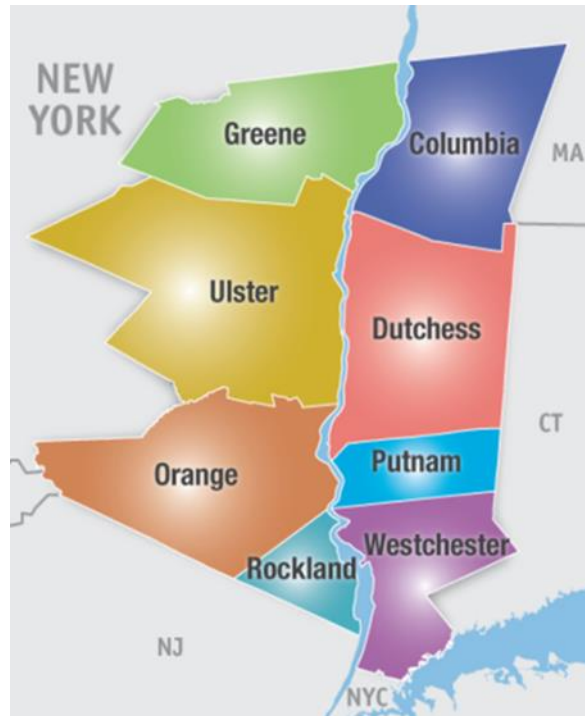 NEW
YORK
Greene
Columbia
MA
Ulster
Dutchess
CT
Orange
Putnam
Westchester
Rockland
NJ
NYC